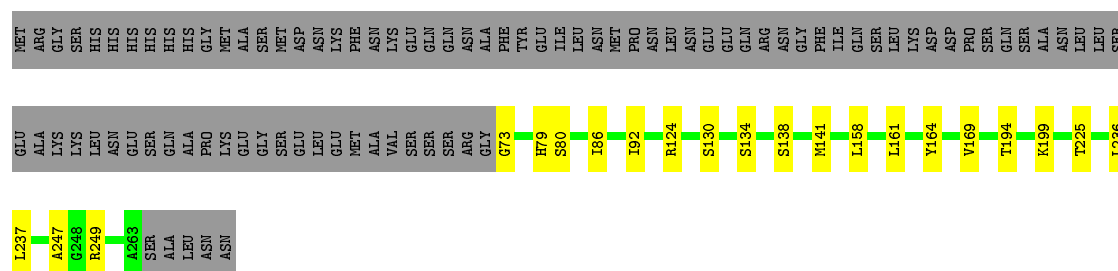 MET ARG GLY SER HIS HIS HIS HIS HIS HIS GLY MET ALA SER MET ASP ASN LYS PHE ASN LYS GLU GLN GLN ASN ALA PHE TYR GLU ILE LEU ASN MET PRO ASN LEU ASN GLU GLU GLN ARG ASN GLY PHE ILE GLN SER LEU LYS ASP ASP PRO SER GLN SER ALA ASN LEU LEU SER
GLU ALA LYS LYS LEU ASN GLU SER GLN ALA PRO LYS GLU GLY SER GLU LEU GLU MET ALA VAL SER SER SER ARG GLY G73 H79 S80 I86 I92 R124 S130 S134 S138 M141 L158 L161 Y164 V169 T194 K199 T225 L236
L237 A247 G248 R249 A263 SER ALA LEU ASN ASN